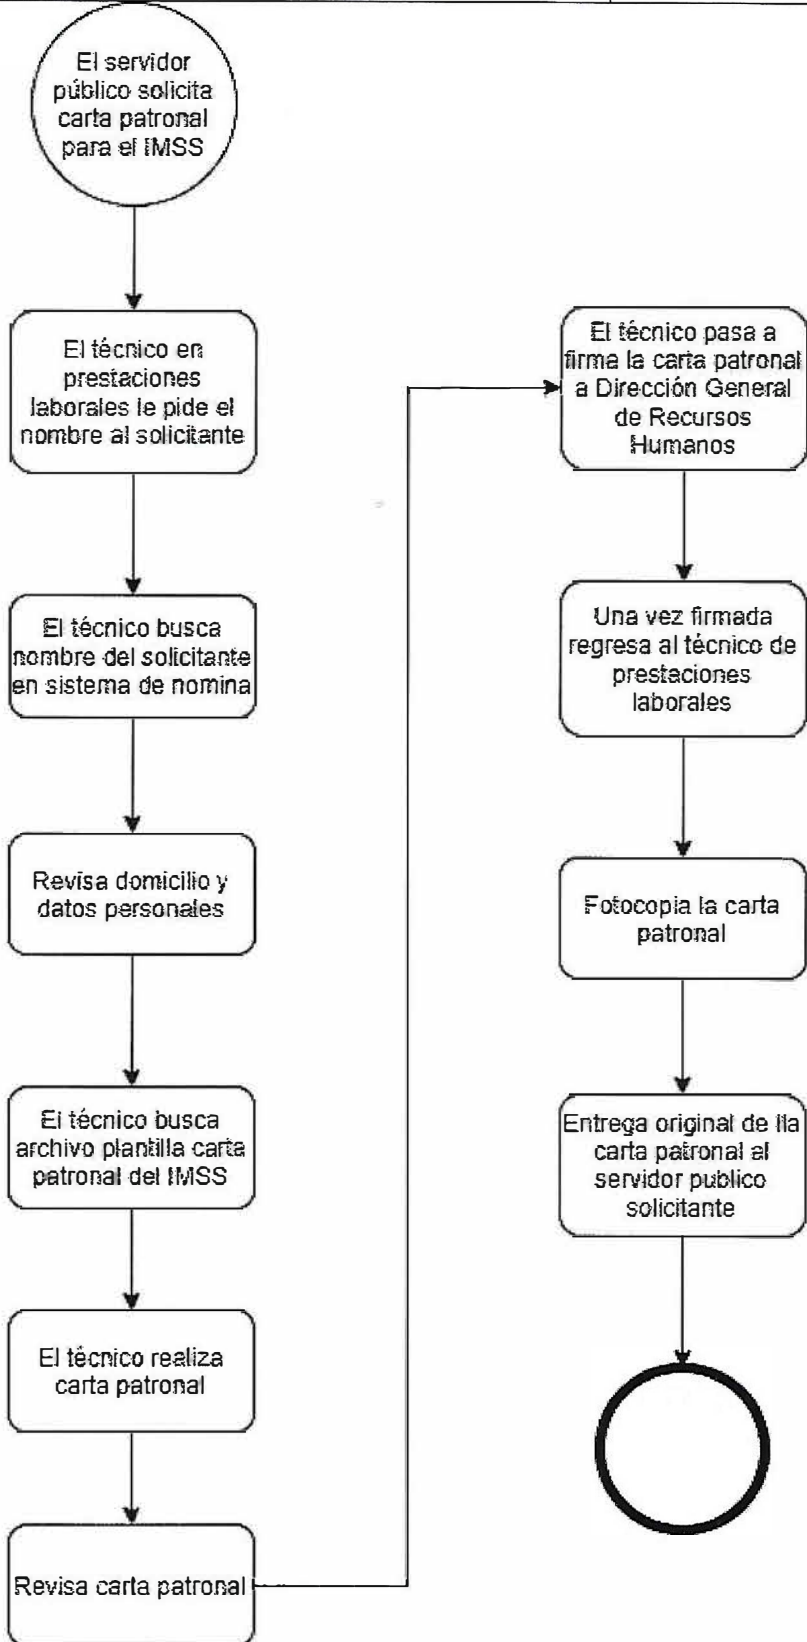 El servidor
público solicita
carta patronal
para el IMSS
El técnico en
prestaciones
laborales le pide el
nombre al solicitante
El técnico busca
nombre del solicitante
en sistema de nomina
Revisa domicilio y
datos personales
El técnico busca
archivo plantilla carta
patronal del IMSS
El técnico realiza
carta patronal
Revisa carta patronal
El técnico pasa a
firma la carta patronal
a Dirección General
de Recursos
Humanos
Una vez firmada
regresa al técnico de
prestaciones
laborales
Fotocopia la carta
patronal
Entrega original de lla
carta patronal al
servidor publico
solicitante